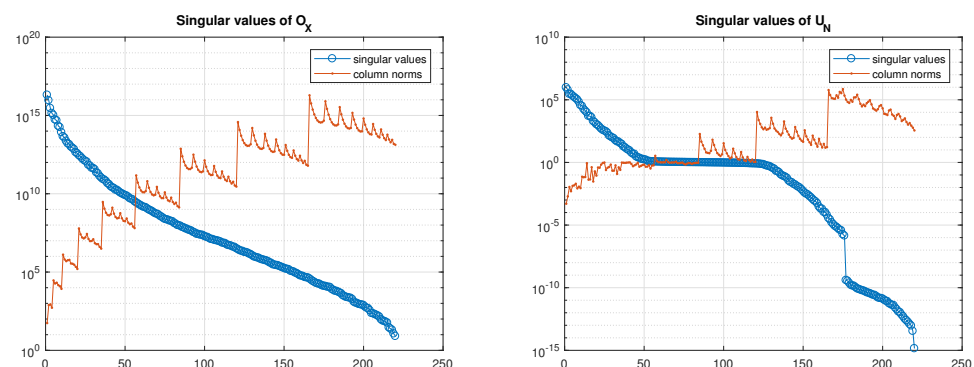 Singular values of O_X
10^20
10^15
10^10
10^5
10^0
0 50 100 150 200 250
singular values
column norms
Singular values of U_N
10^10
10^5
10^0
10^-5
10^-10
10^-15
0 50 100 150 200 250
singular values
column norms